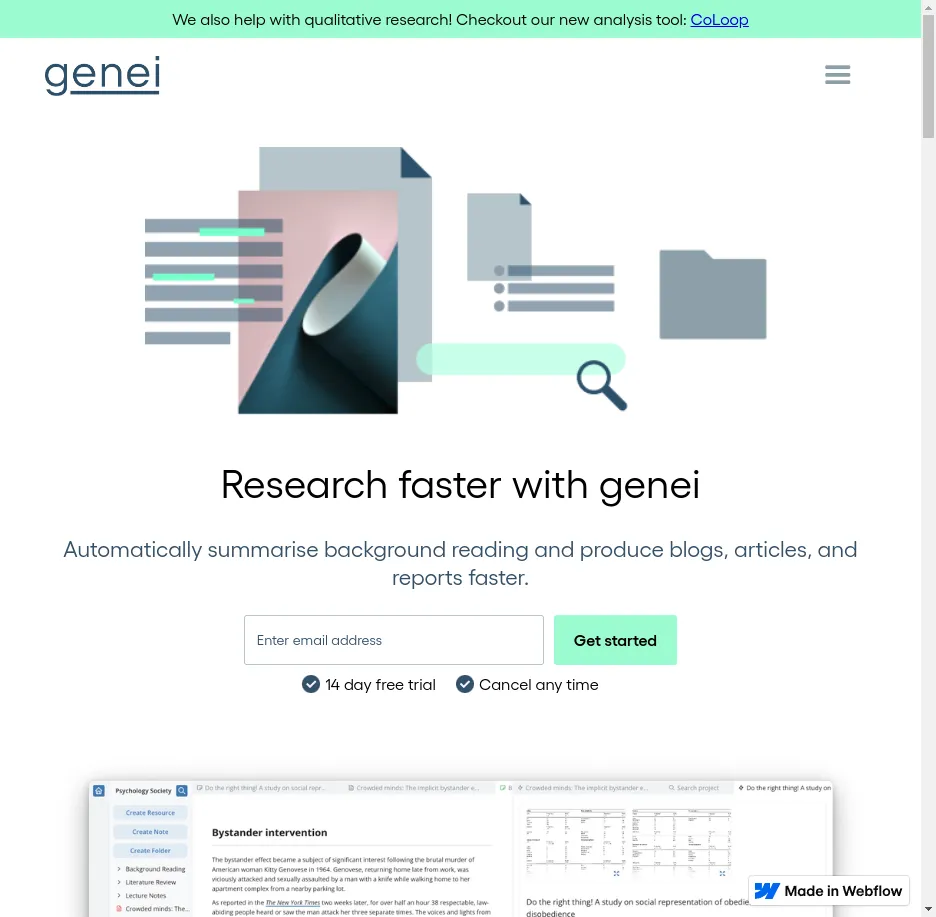 We also help with qualitative research! Checkout our new analysis tool: CoLoop
genei
Research faster with genei
Automatically summarise background reading and produce blogs, articles, and
reports faster.
Enter email address
Get started
14 day free trial
Cancel any time
Psychology Society
Do the right thing! A study on social repr...
Crowded minds: The implicit bystander e...
Crowded minds: The implicit bystander e...
Search project
Do the right thing! A study on
Create Resource
Create Note
Create Folder
Background Reading
Literature Review
Lecture Notes
Crowded minds: The...
Bystander intervention
The bystander effect became a subject of significant interest following the brutal murder of
American woman Kitty Genovese in 1964. Genovese, returning home late from work, was
viciously attacked and sexually assaulted by a man with a knife while walking home to her
apartment complex from a nearby parking lot.
As reported in the The New York Times two weeks later, for over half an hour 38 respectable, law-
abiding people heard or saw the man attack her three separate times. The voices and lights from
Do the right thing! A study on social representation of obedie
disobedience
Made in Webflow